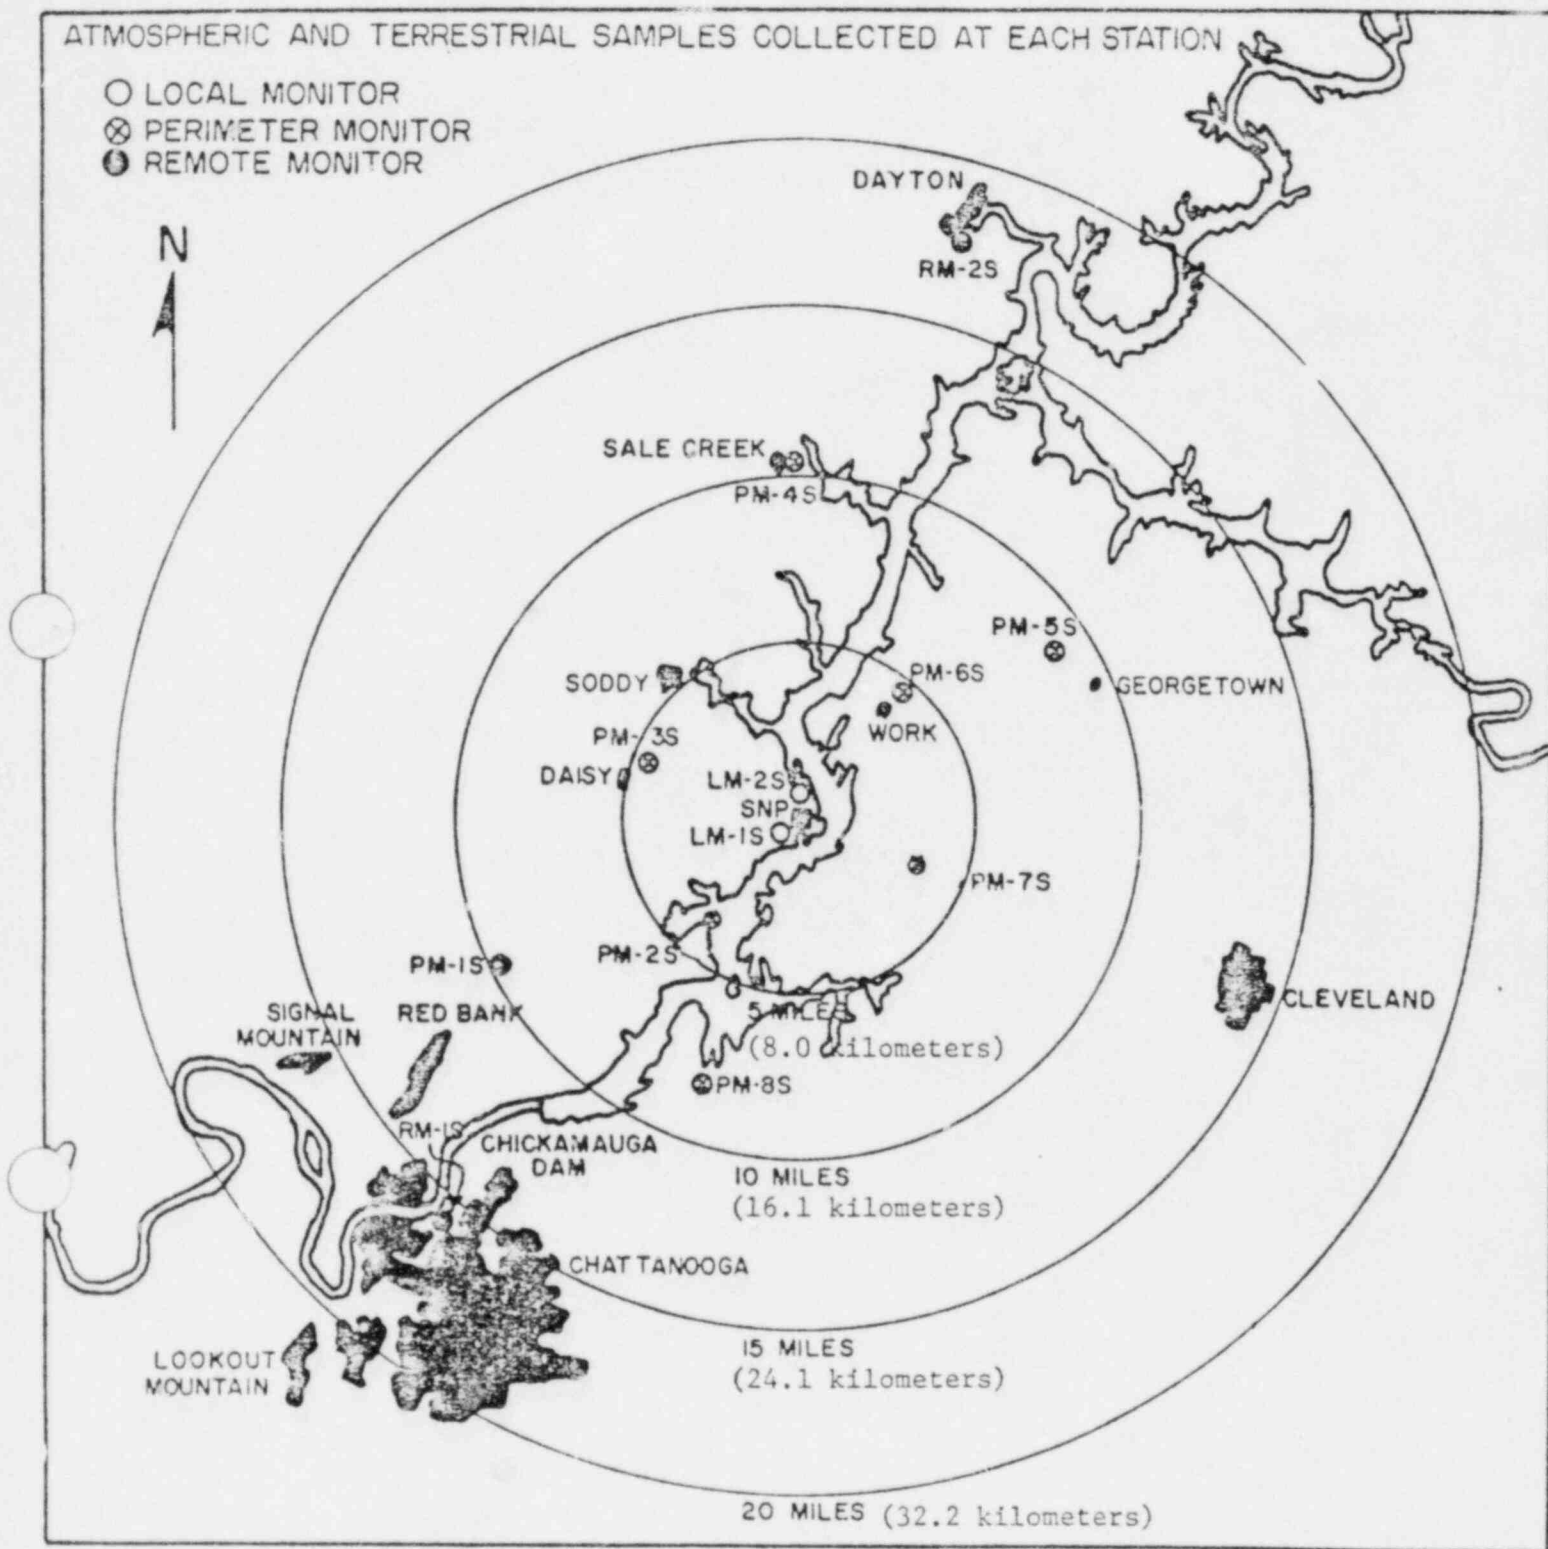 ATMOSPHERIC AND TERRESTRIAL SAMPLES COLLECTED AT EACH STATION
LOCAL MONITOR
PERIMETER MONITOR
REMOTE MONITOR
N
DAYTON
RM-2S
SALE CREEK
PM-4S
PM-5S
GEORGETOWN
PM-6S
WORK
SODDY
PM-3S
DAISY
LM-2S
SNP
LM-1S
PM-7S
PM-2S
PM-1S
CLEVELAND
SIGNAL
MOUNTAIN
RED BANK
5 MILES
(8.0 kilometers)
PM-8S
RM-1S
CHICKAMAUGA
DAM
10 MILES
(16.1 kilometers)
CHATTANOOGA
15 MILES
(24.1 kilometers)
LOOKOUT
MOUNTAIN
20 MILES (32.2 kilometers)